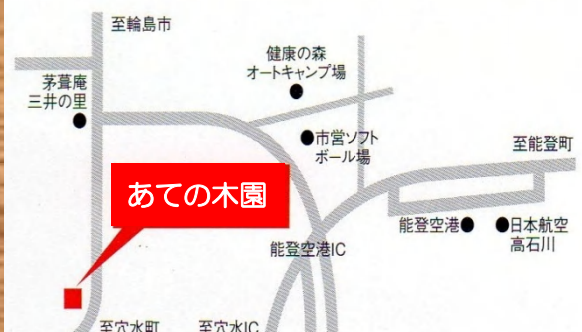 至輪島市
健康の森
オートキャンプ場
茅葺庵
三井の里
市営ソフト
ボール場
至能登町
あての木園
能登空港
日本航空
高石川
能登空港IC
至穴水町
至穴水IC